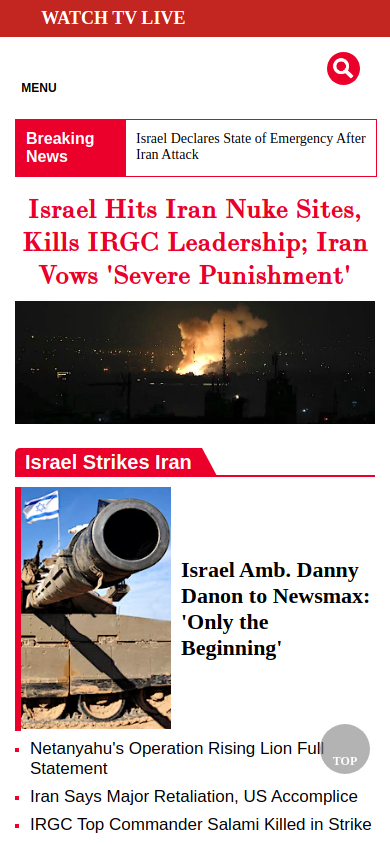 WATCH TV LIVE
MENU
Breaking
News
Israel Declares State of Emergency After
Iran Attack
Israel Hits Iran Nuke Sites,
Kills IRGC Leadership; Iran
Vows 'Severe Punishment'
Israel Strikes Iran
Israel Amb. Danny
Danon to Newsmax:
'Only the
Beginning'
Netanyahu's Operation Rising Lion Full
Statement
TOP
Iran Says Major Retaliation, US Accomplice
IRGC Top Commander Salami Killed in Strike